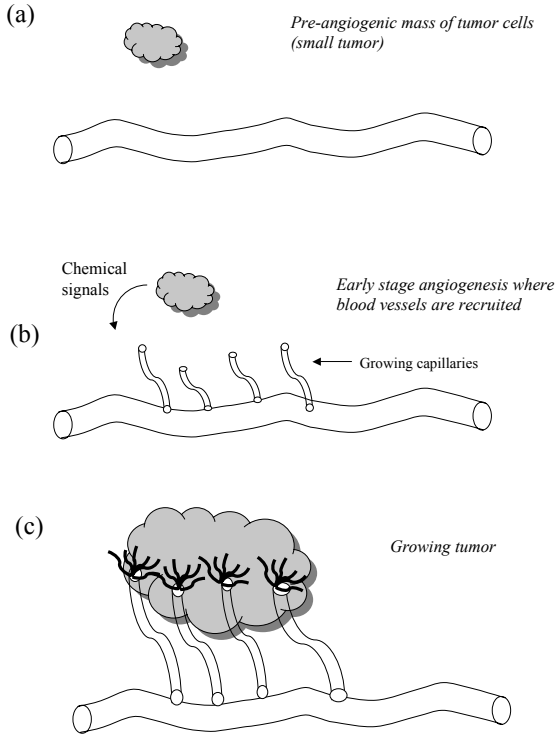 (a)
Pre-angiogenic mass of tumor cells
(small tumor)
Chemical
signals
Early stage angiogenesis where
blood vessels are recruited
(b)
Growing capillaries
(c)
Growing tumor